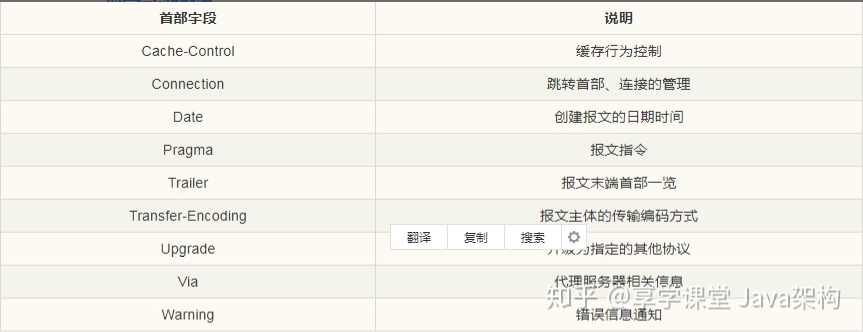 首部字段 说明
Cache-Control 缓存行为控制
Connection 跳转首部、连接的管理
Date 创建报文的日期时间
Pragma 报文指令
Trailer 报文末端首部一览
Transfer-Encoding 报文主体的传输编码方式
翻译 复制 搜索
Upgrade 为指定的其他协议
Via 代理服务器相关信息
知乎 @享学课堂 Java架构
Warning 错误信息通知